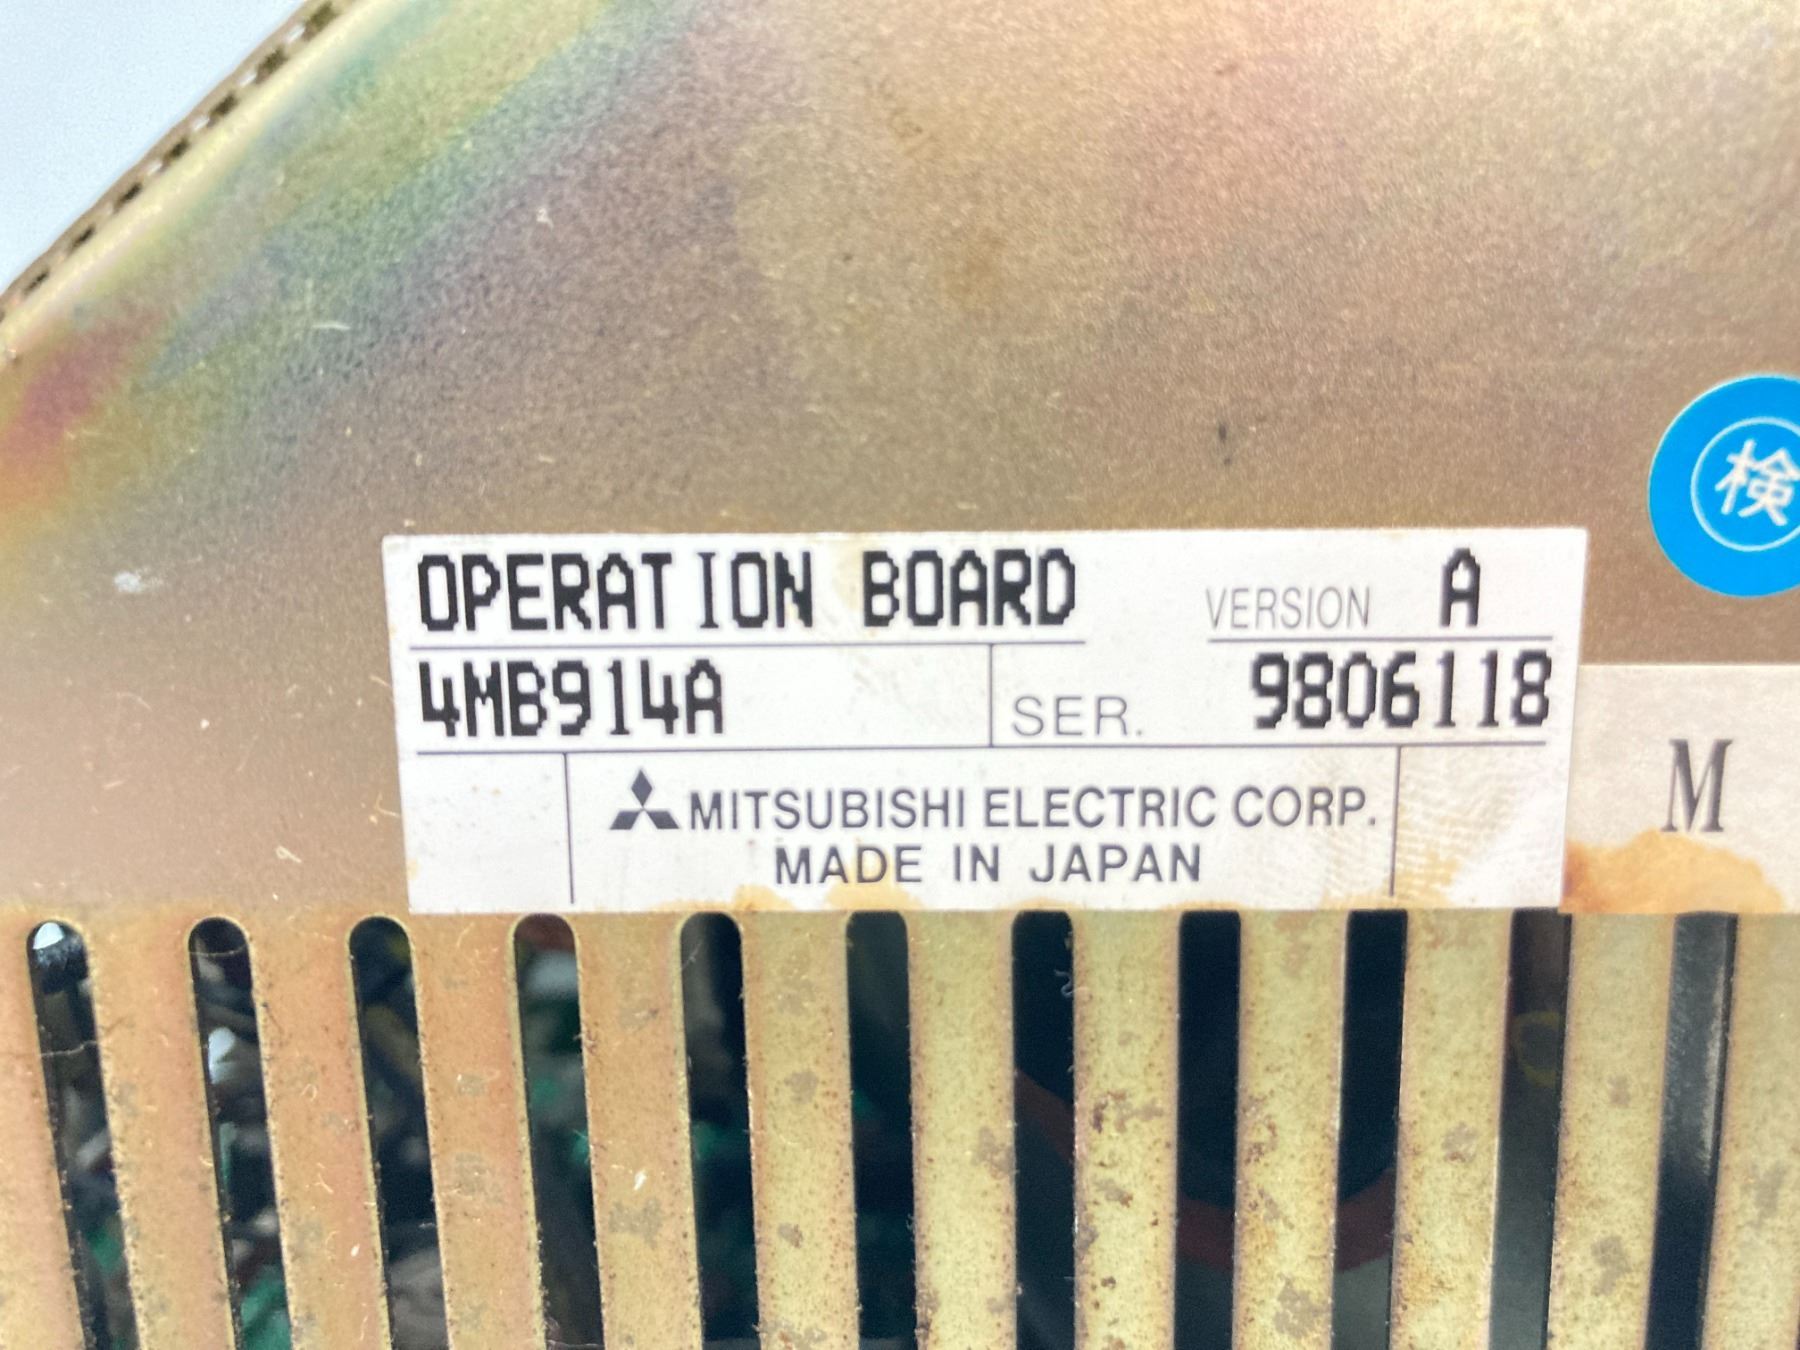 検
OPERATION BOARD VERSION A
4MB914A SER. 9806118
M
MITSUBISHI ELECTRIC CORP.
MADE IN JAPAN